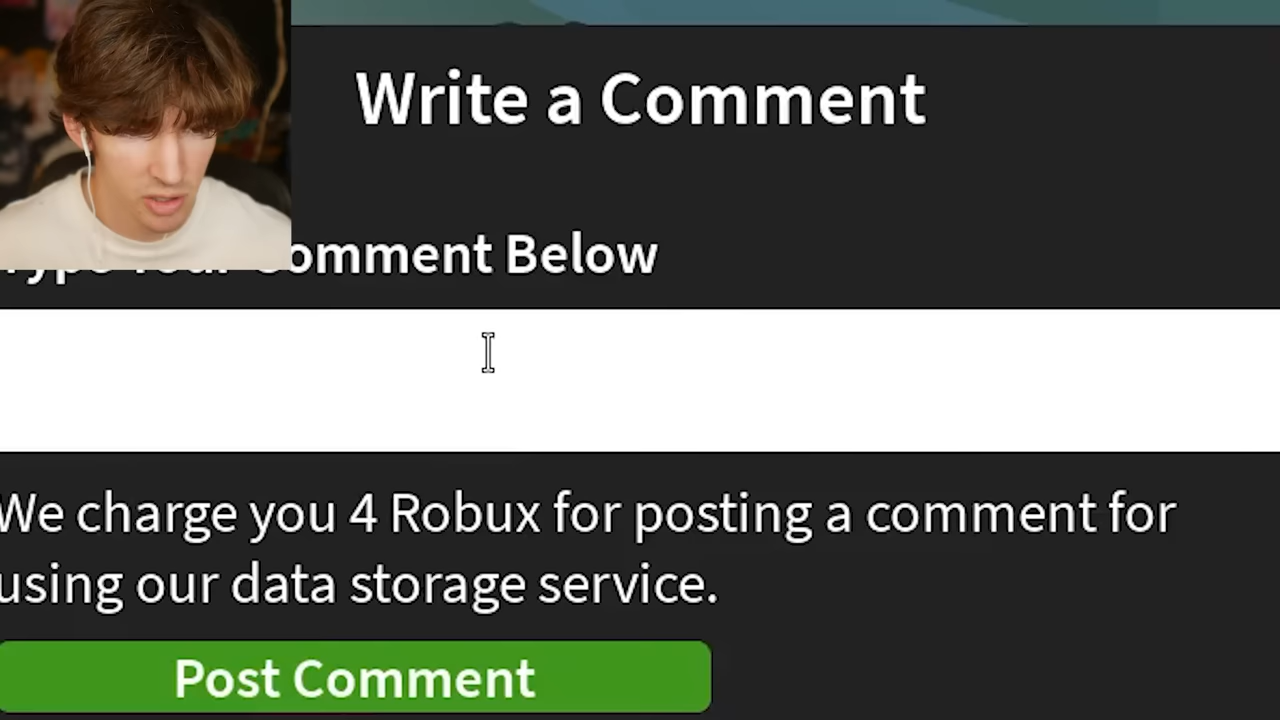 Write a Comment
Comment Below
We charge you 4 Robux for posting a comment for
using our data storage service.
Post Comment